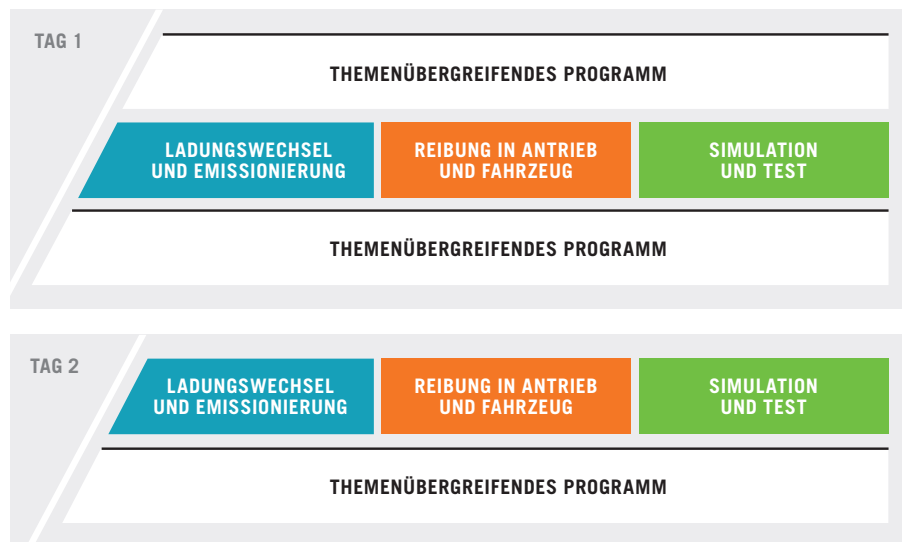 TAG 1
THEMENÜBERGREIFENDES PROGRAMM
LADUNGSWECHSEL
UND EMISSIONIERUNG
REIBUNG IN ANTRIEB
UND FAHRZEUG
SIMULATION
UND TEST
THEMENÜBERGREIFENDES PROGRAMM
TAG 2
LADUNGSWECHSEL
UND EMISSIONIERUNG
REIBUNG IN ANTRIEB
UND FAHRZEUG
SIMULATION
UND TEST
THEMENÜBERGREIFENDES PROGRAMM